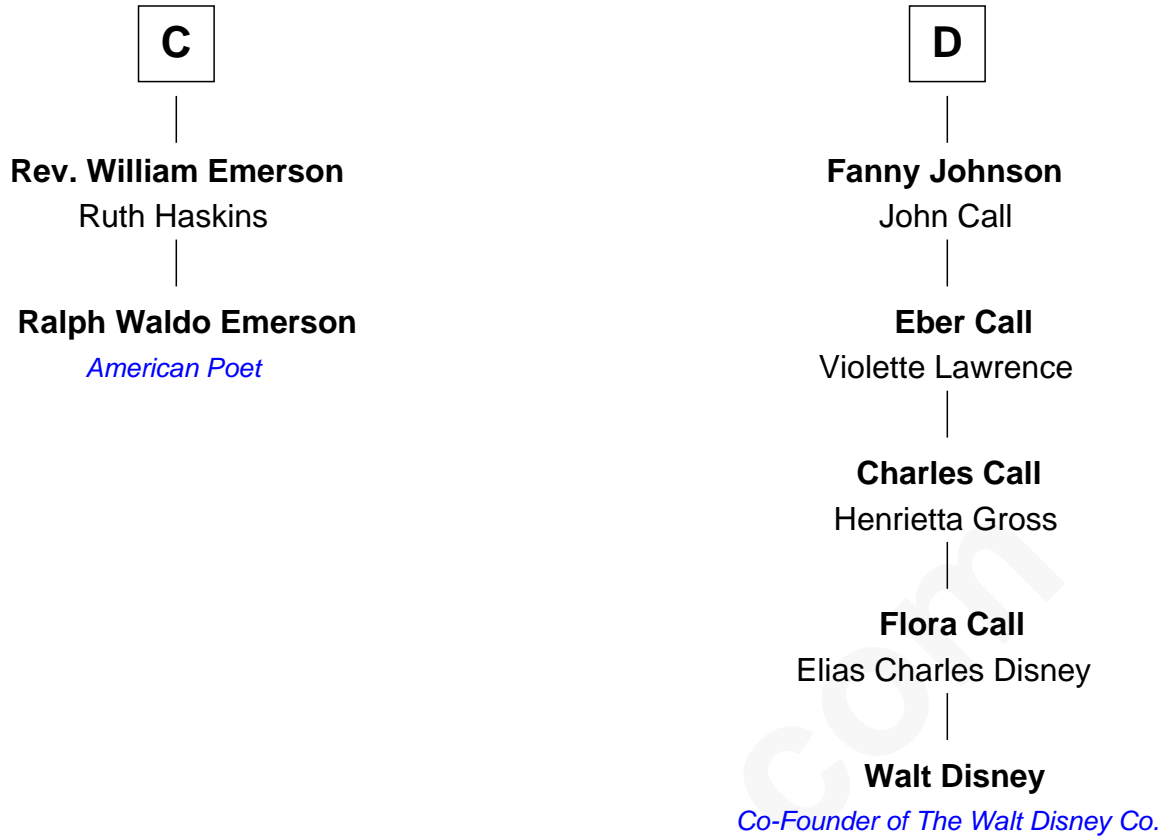 C
Rev. William Emerson
Ruth Haskins
Ralph Waldo Emerson
American Poet
D
Fanny Johnson
John Call
Eber Call
Violette Lawrence
Charles Call
Henrietta Gross
Flora Call
Elias Charles Disney
Walt Disney
Co-Founder of The Walt Disney Co.
com